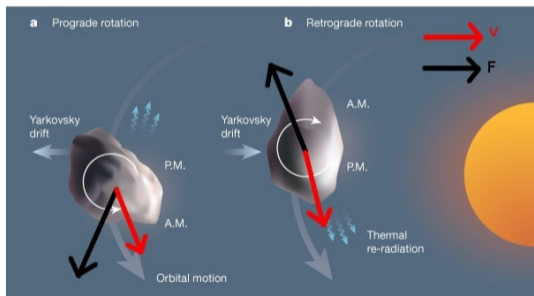 a Prograde rotation
b Retrograde rotation
V
F
A.M.
Yarkovsky
drift
P.M.
Yarkovsky
drift
P.M.
A.M.
Thermal
re-radiation
Orbital motion